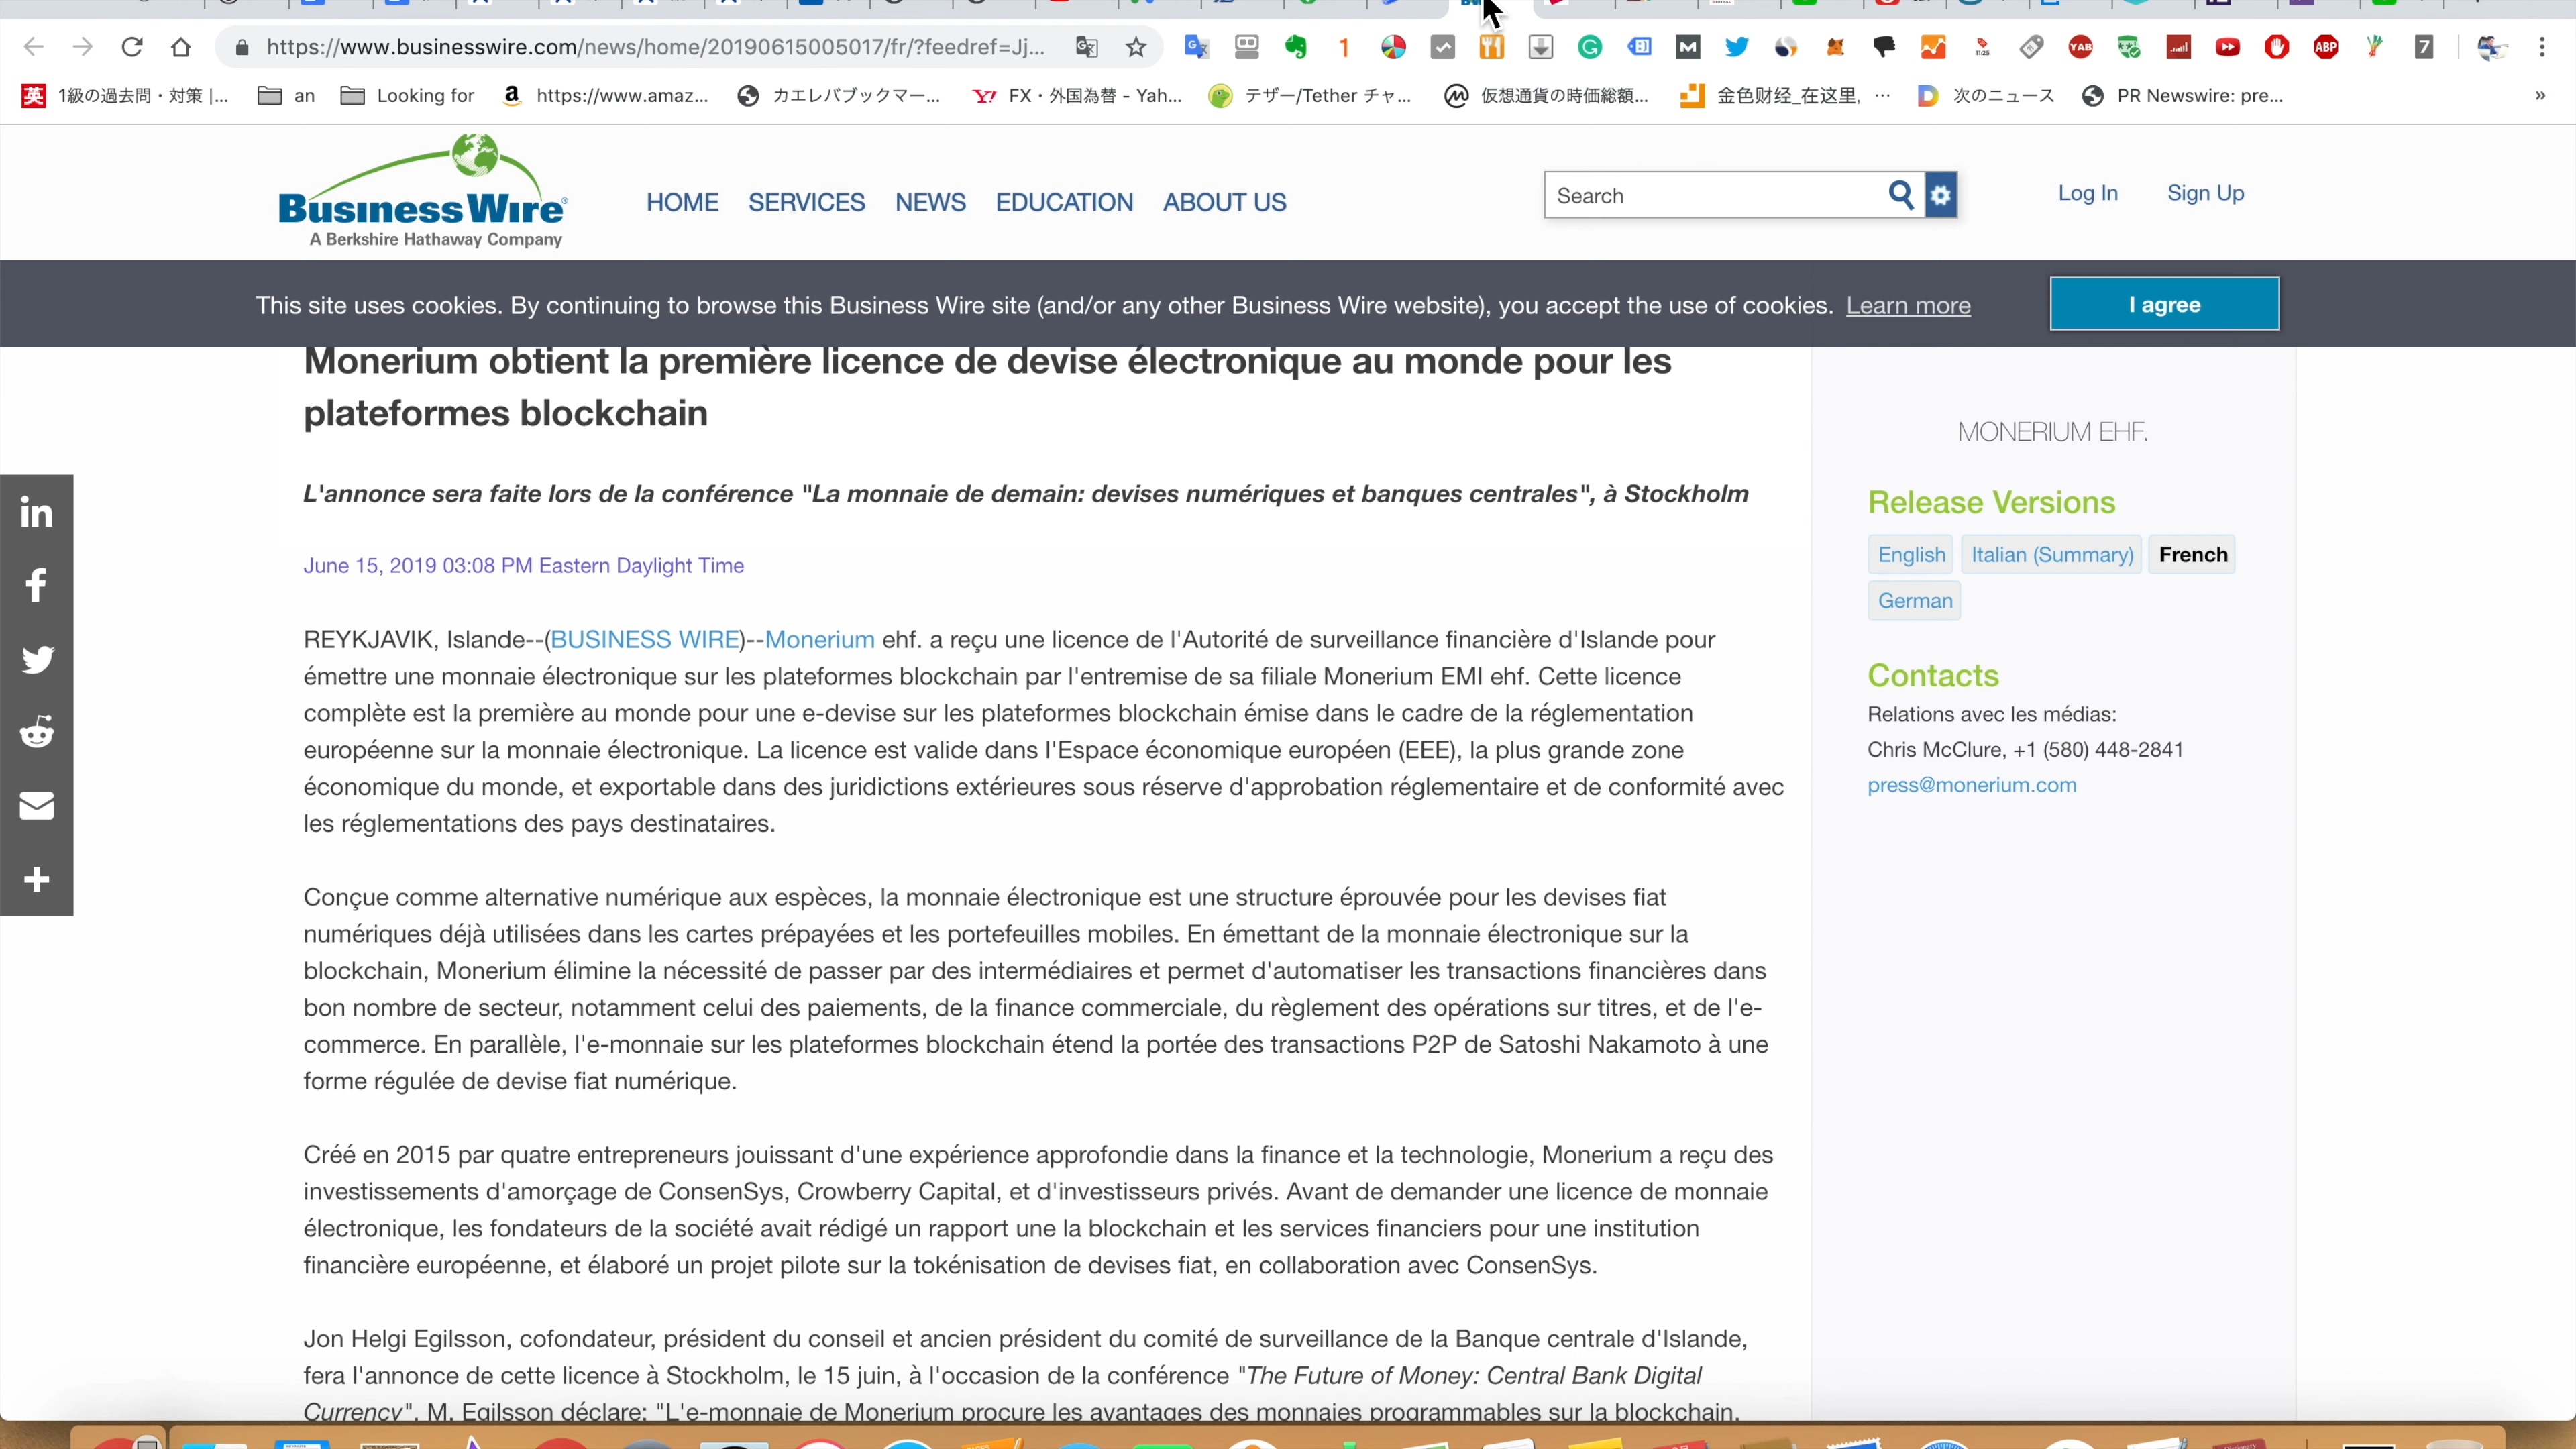 https://www.businesswire.com/news/home/20190615005017/fr/?feedref=Jj...
1級の過去問・対策 |...
an
Looking for
https://www.amaz...
カエレバブックマー...
FX・外国為替 - Yah...
テザー/Tether チャ...
仮想通貨の時価総額...
金色财经_在这里, ...
次のニュース
PR Newswire: pre...
»
Business Wire
A Berkshire Hathaway Company
HOME SERVICES NEWS EDUCATION ABOUT US
Search
Log In Sign Up
This site uses cookies. By continuing to browse this Business Wire site (and/or any other Business Wire website), you accept the use of cookies. Learn more
I agree
Monerium obtient la première licence de devise électronique au monde pour les
plateformes blockchain
L'annonce sera faite lors de la conférence "La monnaie de demain: devises numériques et banques centrales", à Stockholm
June 15, 2019 03:08 PM Eastern Daylight Time
REYKJAVIK, Islande--(BUSINESS WIRE)--Monerium ehf. a reçu une licence de l'Autorité de surveillance financière d'Islande pour
émettre une monnaie électronique sur les plateformes blockchain par l'entremise de sa filiale Monerium EMI ehf. Cette licence
complète est la première au monde pour une e-devise sur les plateformes blockchain émise dans le cadre de la réglementation
européenne sur la monnaie électronique. La licence est valide dans l'Espace économique européen (EEE), la plus grande zone
économique du monde, et exportable dans des juridictions extérieures sous réserve d'approbation réglementaire et de conformité avec
les réglementations des pays destinataires.
Conçue comme alternative numérique aux espèces, la monnaie électronique est une structure éprouvée pour les devises fiat
numériques déjà utilisées dans les cartes prépayées et les portefeuilles mobiles. En émettant de la monnaie électronique sur la
blockchain, Monerium élimine la nécessité de passer par des intermédiaires et permet d'automatiser les transactions financières dans
bon nombre de secteur, notamment celui des paiements, de la finance commerciale, du règlement des opérations sur titres, et de l'e-
commerce. En parallèle, l'e-monnaie sur les plateformes blockchain étend la portée des transactions P2P de Satoshi Nakamoto à une
forme régulée de devise fiat numérique.
Créé en 2015 par quatre entrepreneurs jouissant d'une expérience approfondie dans la finance et la technologie, Monerium a reçu des
investissements d'amorçage de ConsenSys, Crowberry Capital, et d'investisseurs privés. Avant de demander une licence de monnaie
électronique, les fondateurs de la société avait rédigé un rapport une la blockchain et les services financiers pour une institution
financière européenne, et élaboré un projet pilote sur la tokénisation de devises fiat, en collaboration avec ConsenSys.
Jon Helgi Egilsson, cofondateur, président du conseil et ancien président du comité de surveillance de la Banque centrale d'Islande,
fera l'annonce de cette licence à Stockholm, le 15 juin, à l'occasion de la conférence "The Future of Money: Central Bank Digital
Currency". M. Egilsson déclare: "L'e-monnaie de Monerium procure les avantages des monnaies programmables sur la blockchain,
MONERIUM EHF.
Release Versions
English Italian (Summary) French
German
Contacts
Relations avec les médias:
Chris McClure, +1 (580) 448-2841
press@monerium.com